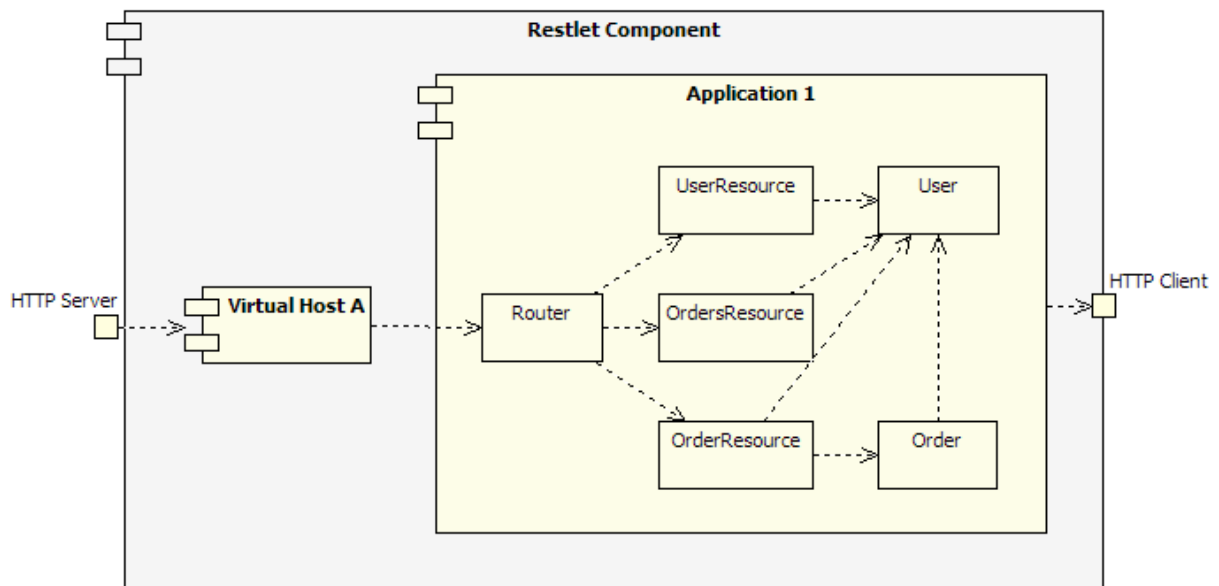 Restlet Component
Application 1
UserResource
User
HTTP Server
Virtual Host A
Router
OrdersResource
HTTP Client
OrderResource
Order